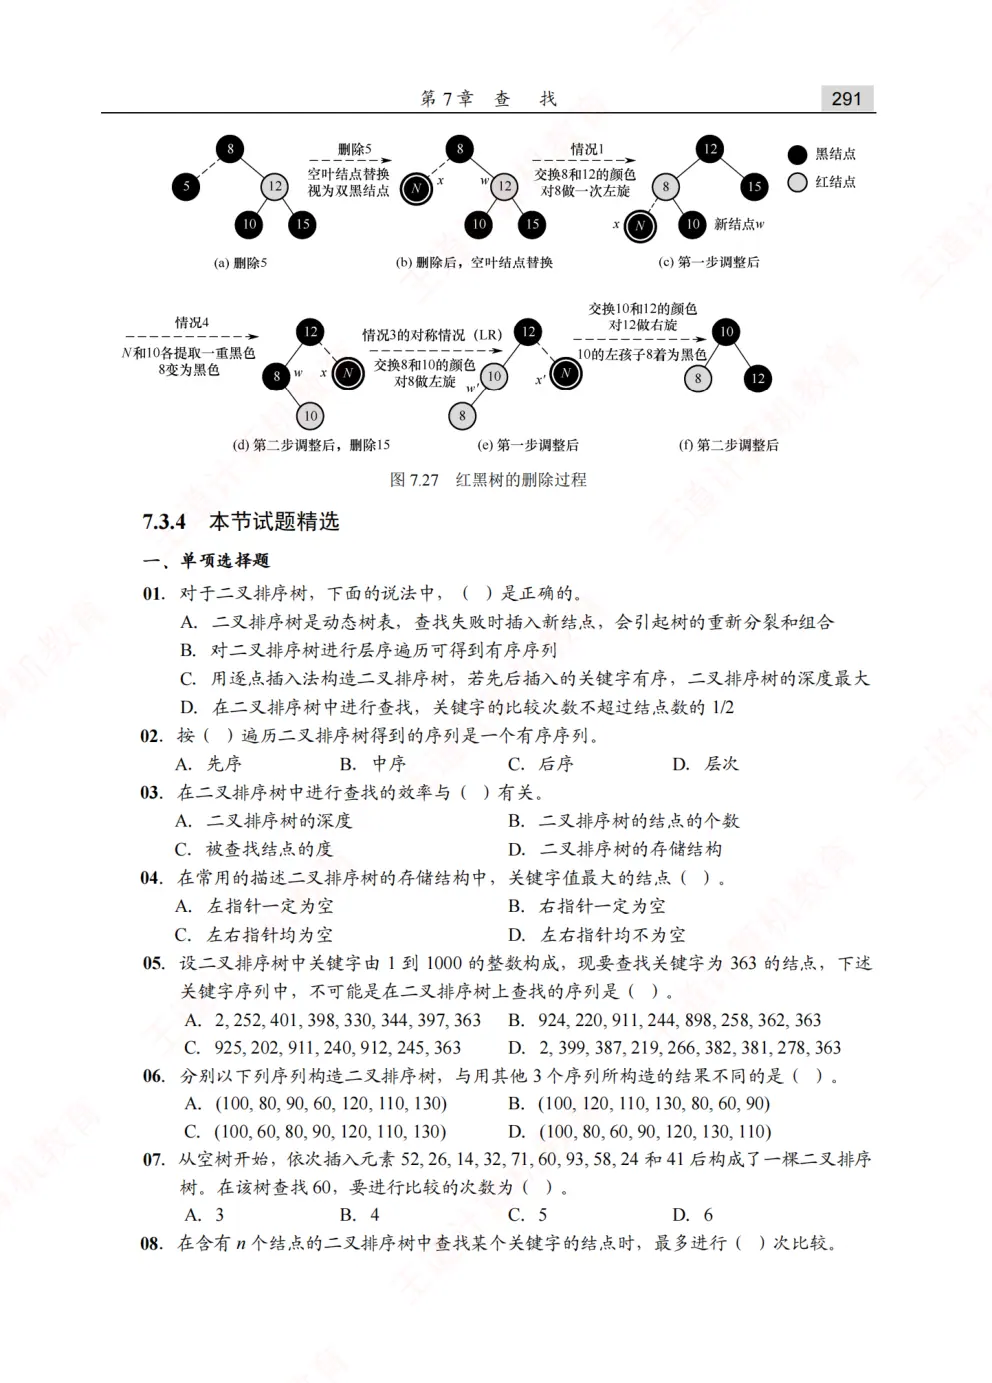 第 7 章 查 找
291
8
5
12
10
15
(a) 删除5
删除5
空叶结点替换
视为双黑结点
8
N
x
w
12
10
15
(b) 删除后，空叶结点替换
情况1
交换8和12的颜色
对8做一次左旋
12
8
15
x
N
10
新结点w
(c) 第一步调整后
黑结点
红结点
情况4
N和10各提取一重黑色
8变为黑色
12
8
w
x
N
10
(d) 第二步调整后，删除15
情况3的对称情况（LR）
交换8和10的颜色
对8做左旋
12
10
w'
x'
N
8
(e) 第一步调整后
交换10和12的颜色
对12做右旋
10的左孩子8着为黑色
10
8
12
(f) 第二步调整后
图 7.27 红黑树的删除过程
7.3.4 本节试题精选
一、单项选择题
01. 对于二叉排序树，下面的说法中，（ ）是正确的。
A. 二叉排序树是动态树表，查找失败时插入新结点，会引起树的重新分裂和组合
B. 对二叉排序树进行层序遍历可得到有序序列
C. 用逐点插入法构造二叉排序树，若先后插入的关键字有序，二叉排序树的深度最大
D. 在二叉排序树中进行查找，关键字的比较次数不超过结点数的 1/2
02. 按（ ）遍历二叉排序树得到的序列是一个有序序列。
A. 先序 B. 中序 C. 后序 D. 层次
03. 在二叉排序树中进行查找的效率与（ ）有关。
A. 二叉排序树的深度 B. 二叉排序树的结点的个数
C. 被查找结点的度 D. 二叉排序树的存储结构
04. 在常用的描述二叉排序树的存储结构中，关键字值最大的结点（ ）。
A. 左指针一定为空 B. 右指针一定为空
C. 左右指针均为空 D. 左右指针均不为空
05. 设二叉排序树中关键字由 1 到 1000 的整数构成，现要查找关键字为 363 的结点，下述
关键字序列中，不可能是在二叉排序树上查找的序列是（ ）。
A. 2, 252, 401, 398, 330, 344, 397, 363 B. 924, 220, 911, 244, 898, 258, 362, 363
C. 925, 202, 911, 240, 912, 245, 363 D. 2, 399, 387, 219, 266, 382, 381, 278, 363
06. 分别以下列序列构造二叉排序树，与用其他 3 个序列所构造的结果不同的是（ ）。
A. (100, 80, 90, 60, 120, 110, 130) B. (100, 120, 110, 130, 80, 60, 90)
C. (100, 60, 80, 90, 120, 110, 130) D. (100, 80, 60, 90, 120, 130, 110)
07. 从空树开始，依次插入元素 52, 26, 14, 32, 71, 60, 93, 58, 24 和 41 后构成了一棵二叉排序
树。在该树查找 60，要进行比较的次数为（ ）。
A. 3 B. 4 C. 5 D. 6
08. 在含有 n 个结点的二叉排序树中查找某个关键字的结点时，最多进行（ ）次比较。